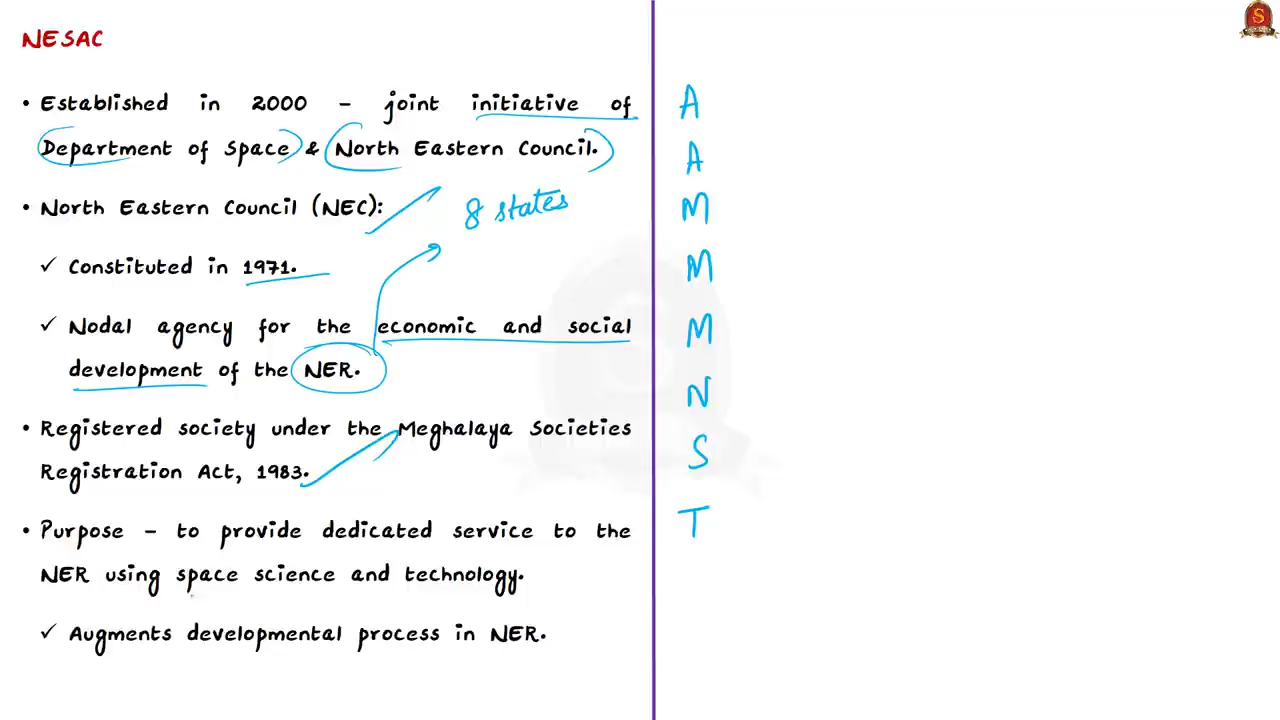 NESAC
• Established in 2000 – joint initiative of
Department of Space & North Eastern Council.
• North Eastern Council (NEC):
8 states
✓ Constituted in 1971.
✓ Nodal agency for the economic and social
development of the NER.
• Registered society under the Meghalaya Societies
Registration Act, 1983.
• Purpose – to provide dedicated service to the
NER using space science and technology.
✓ Augments developmental process in NER.
A
A
M
M
M
N
S
T